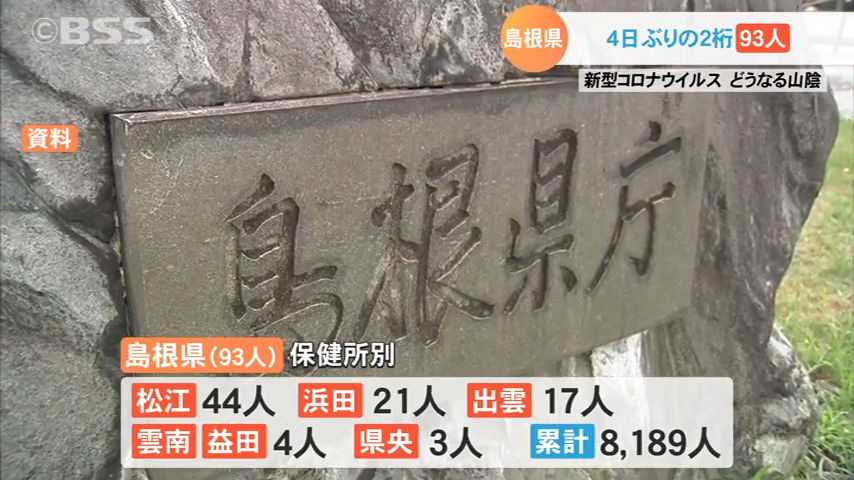 ©BSS
島根県 4日ぶりの2桁 93人
新型コロナウイルス どうなる山陰
資料
島根県庁
島根県(93人) 保健所別
松江 44人 浜田 21人 出雲 17人
雲南 益田 4人 県央 3人 累計 8,189人